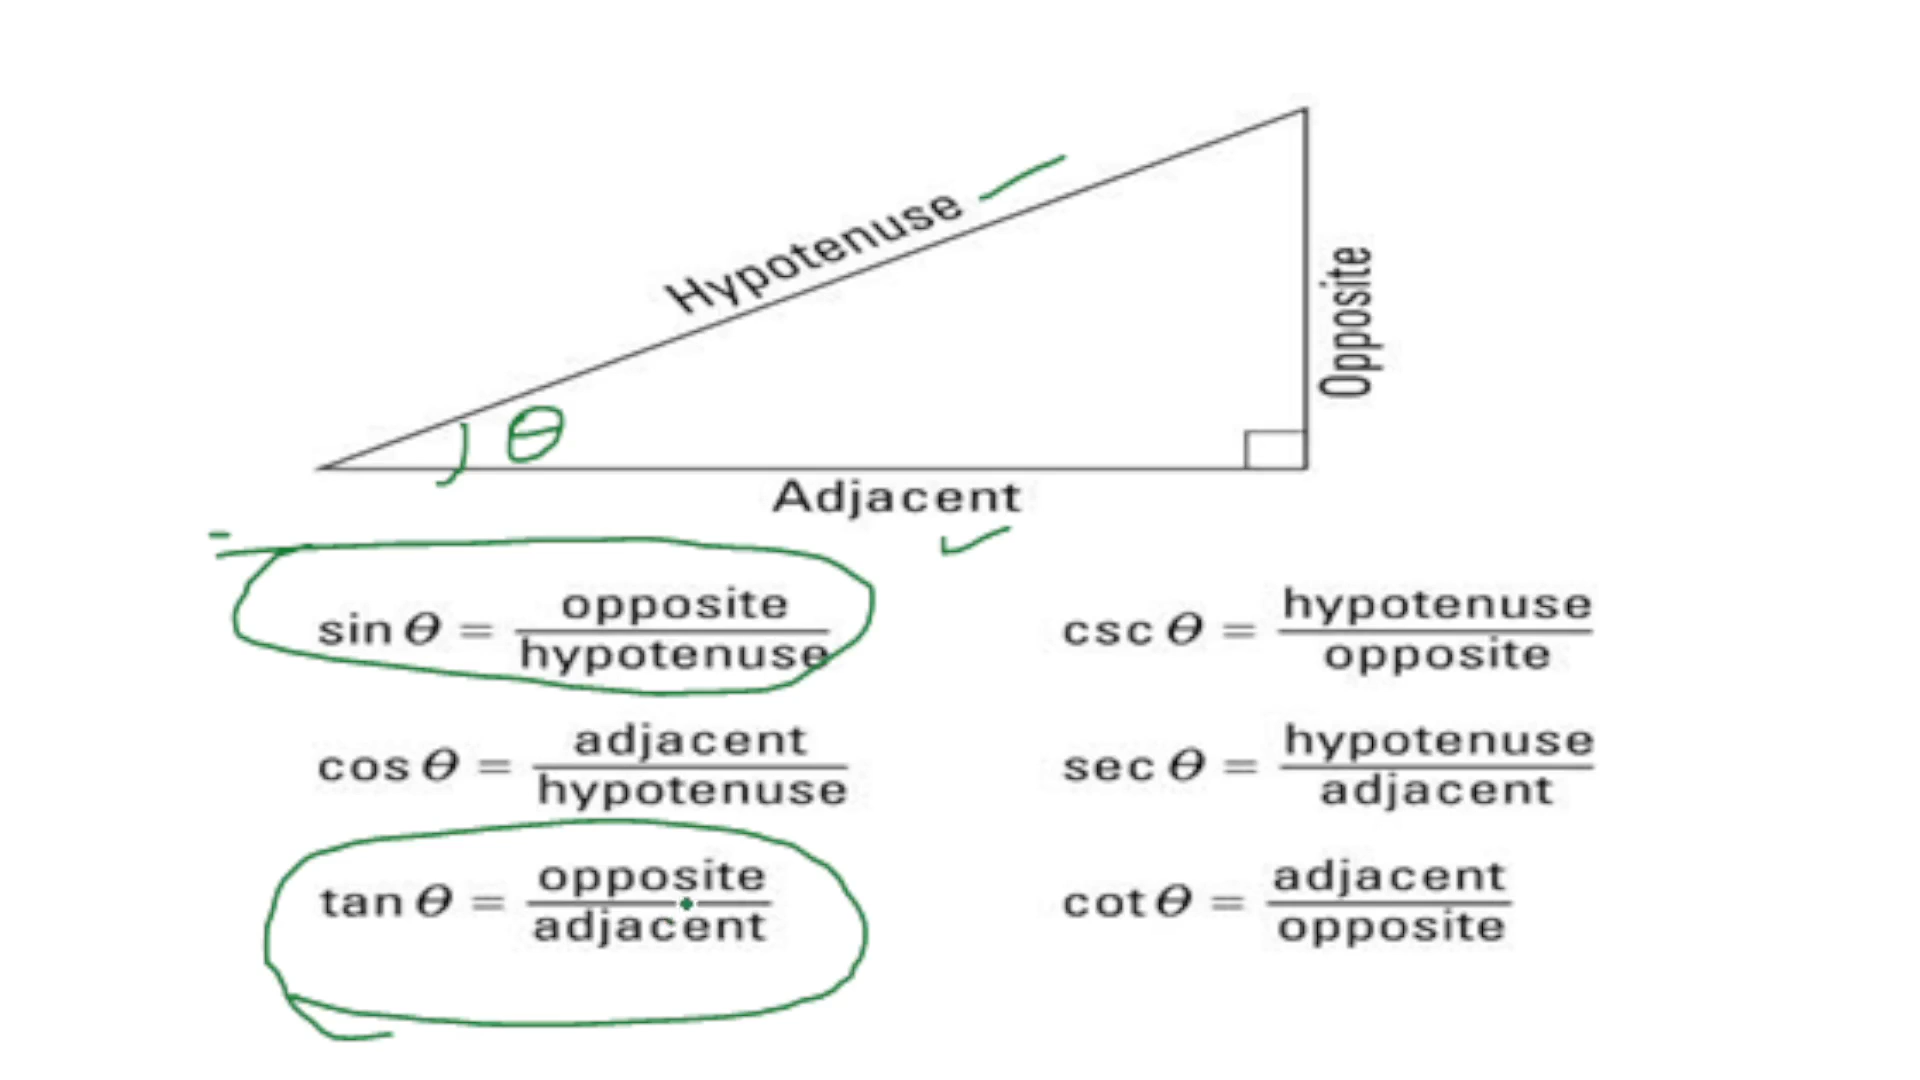 Hypotenuse
Opposite
θ
Adjacent
sin θ = opposite / hypotenuse
csc θ = hypotenuse / opposite
cos θ = adjacent / hypotenuse
sec θ = hypotenuse / adjacent
tan θ = opposite / adjacent
cot θ = adjacent / opposite